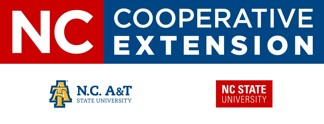 NC COOPERATIVE
EXTENSION
N.C. A&T
STATE UNIVERSITY
NC STATE
UNIVERSITY